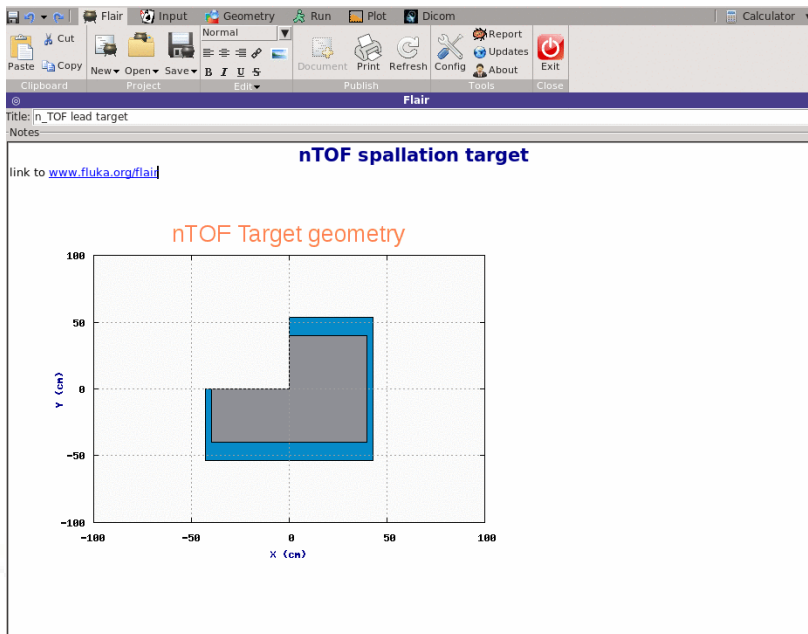 Flair Input Geometry Run Plot Dicom Calculator
Paste Cut Copy New Open Save Normal B I U S Document Print Refresh Config Report Updates About Exit
Clipboard Project Edit Publish Tools Close
Flair
Title: n_TOF lead target
Notes
nTOF spallation target
link to www.fluka.org/flair
nTOF Target geometry
100
50
0
-50
-100
Y (cm)
-100 -50 0 50 100
X (cm)